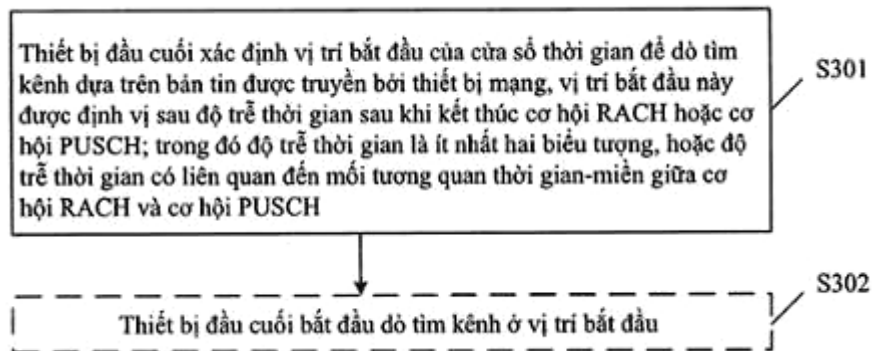 Thiết bị đầu cuối xác định vị trí bắt đầu của cửa sổ thời gian để dò tìm
kênh dựa trên bản tin được truyền bởi thiết bị mạng, vị trí bắt đầu này
được định vị sau độ trễ thời gian sau khi kết thúc cơ hội RACH hoặc cơ
hội PUSCH; trong đó độ trễ thời gian là ít nhất hai biểu tượng, hoặc độ
trễ thời gian có liên quan đến mối tương quan thời gian-miền giữa cơ
hội RACH và cơ hội PUSCH
S301
Thiết bị đầu cuối bắt đầu dò tìm kênh ở vị trí bắt đầu
S302